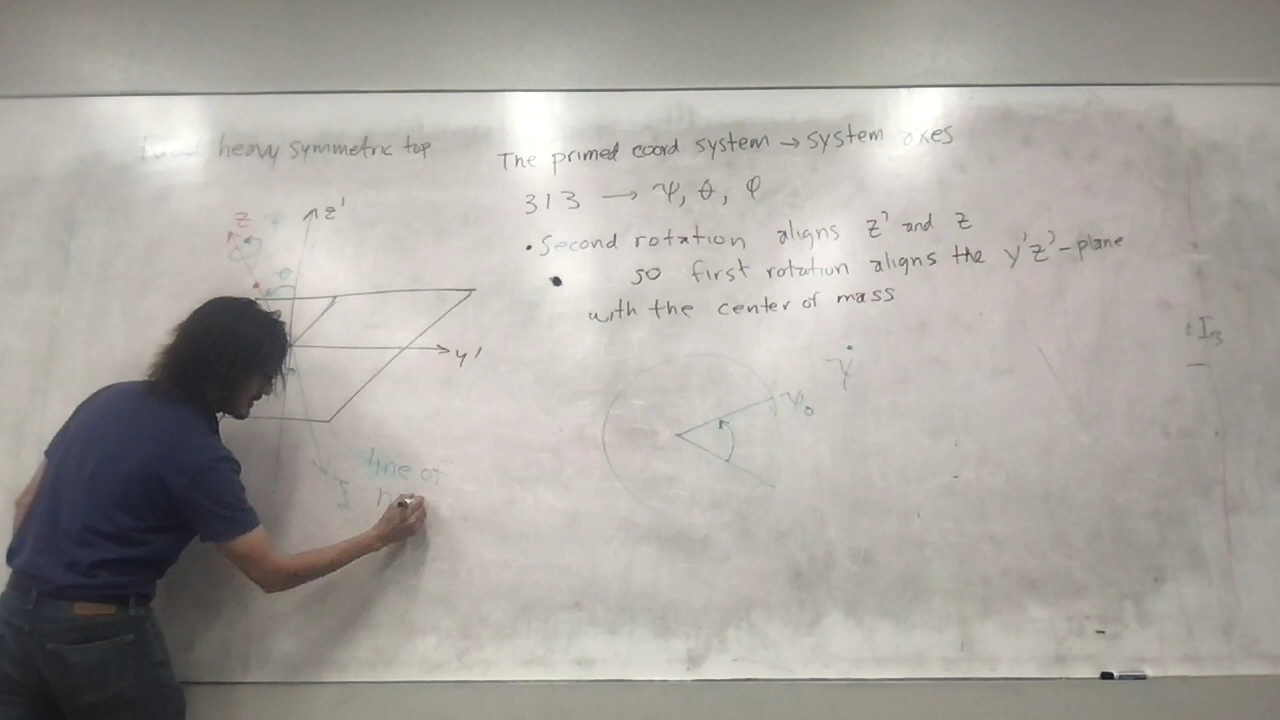 heavy symmetric top
The primed coord system → system axes
313 → ψ, θ, φ
• Second rotation aligns z' and z
• so first rotation aligns the y'z'-plane
with the center of mass
z
z'
θ
y'
line of
ψ̇
ψ₀
I₃